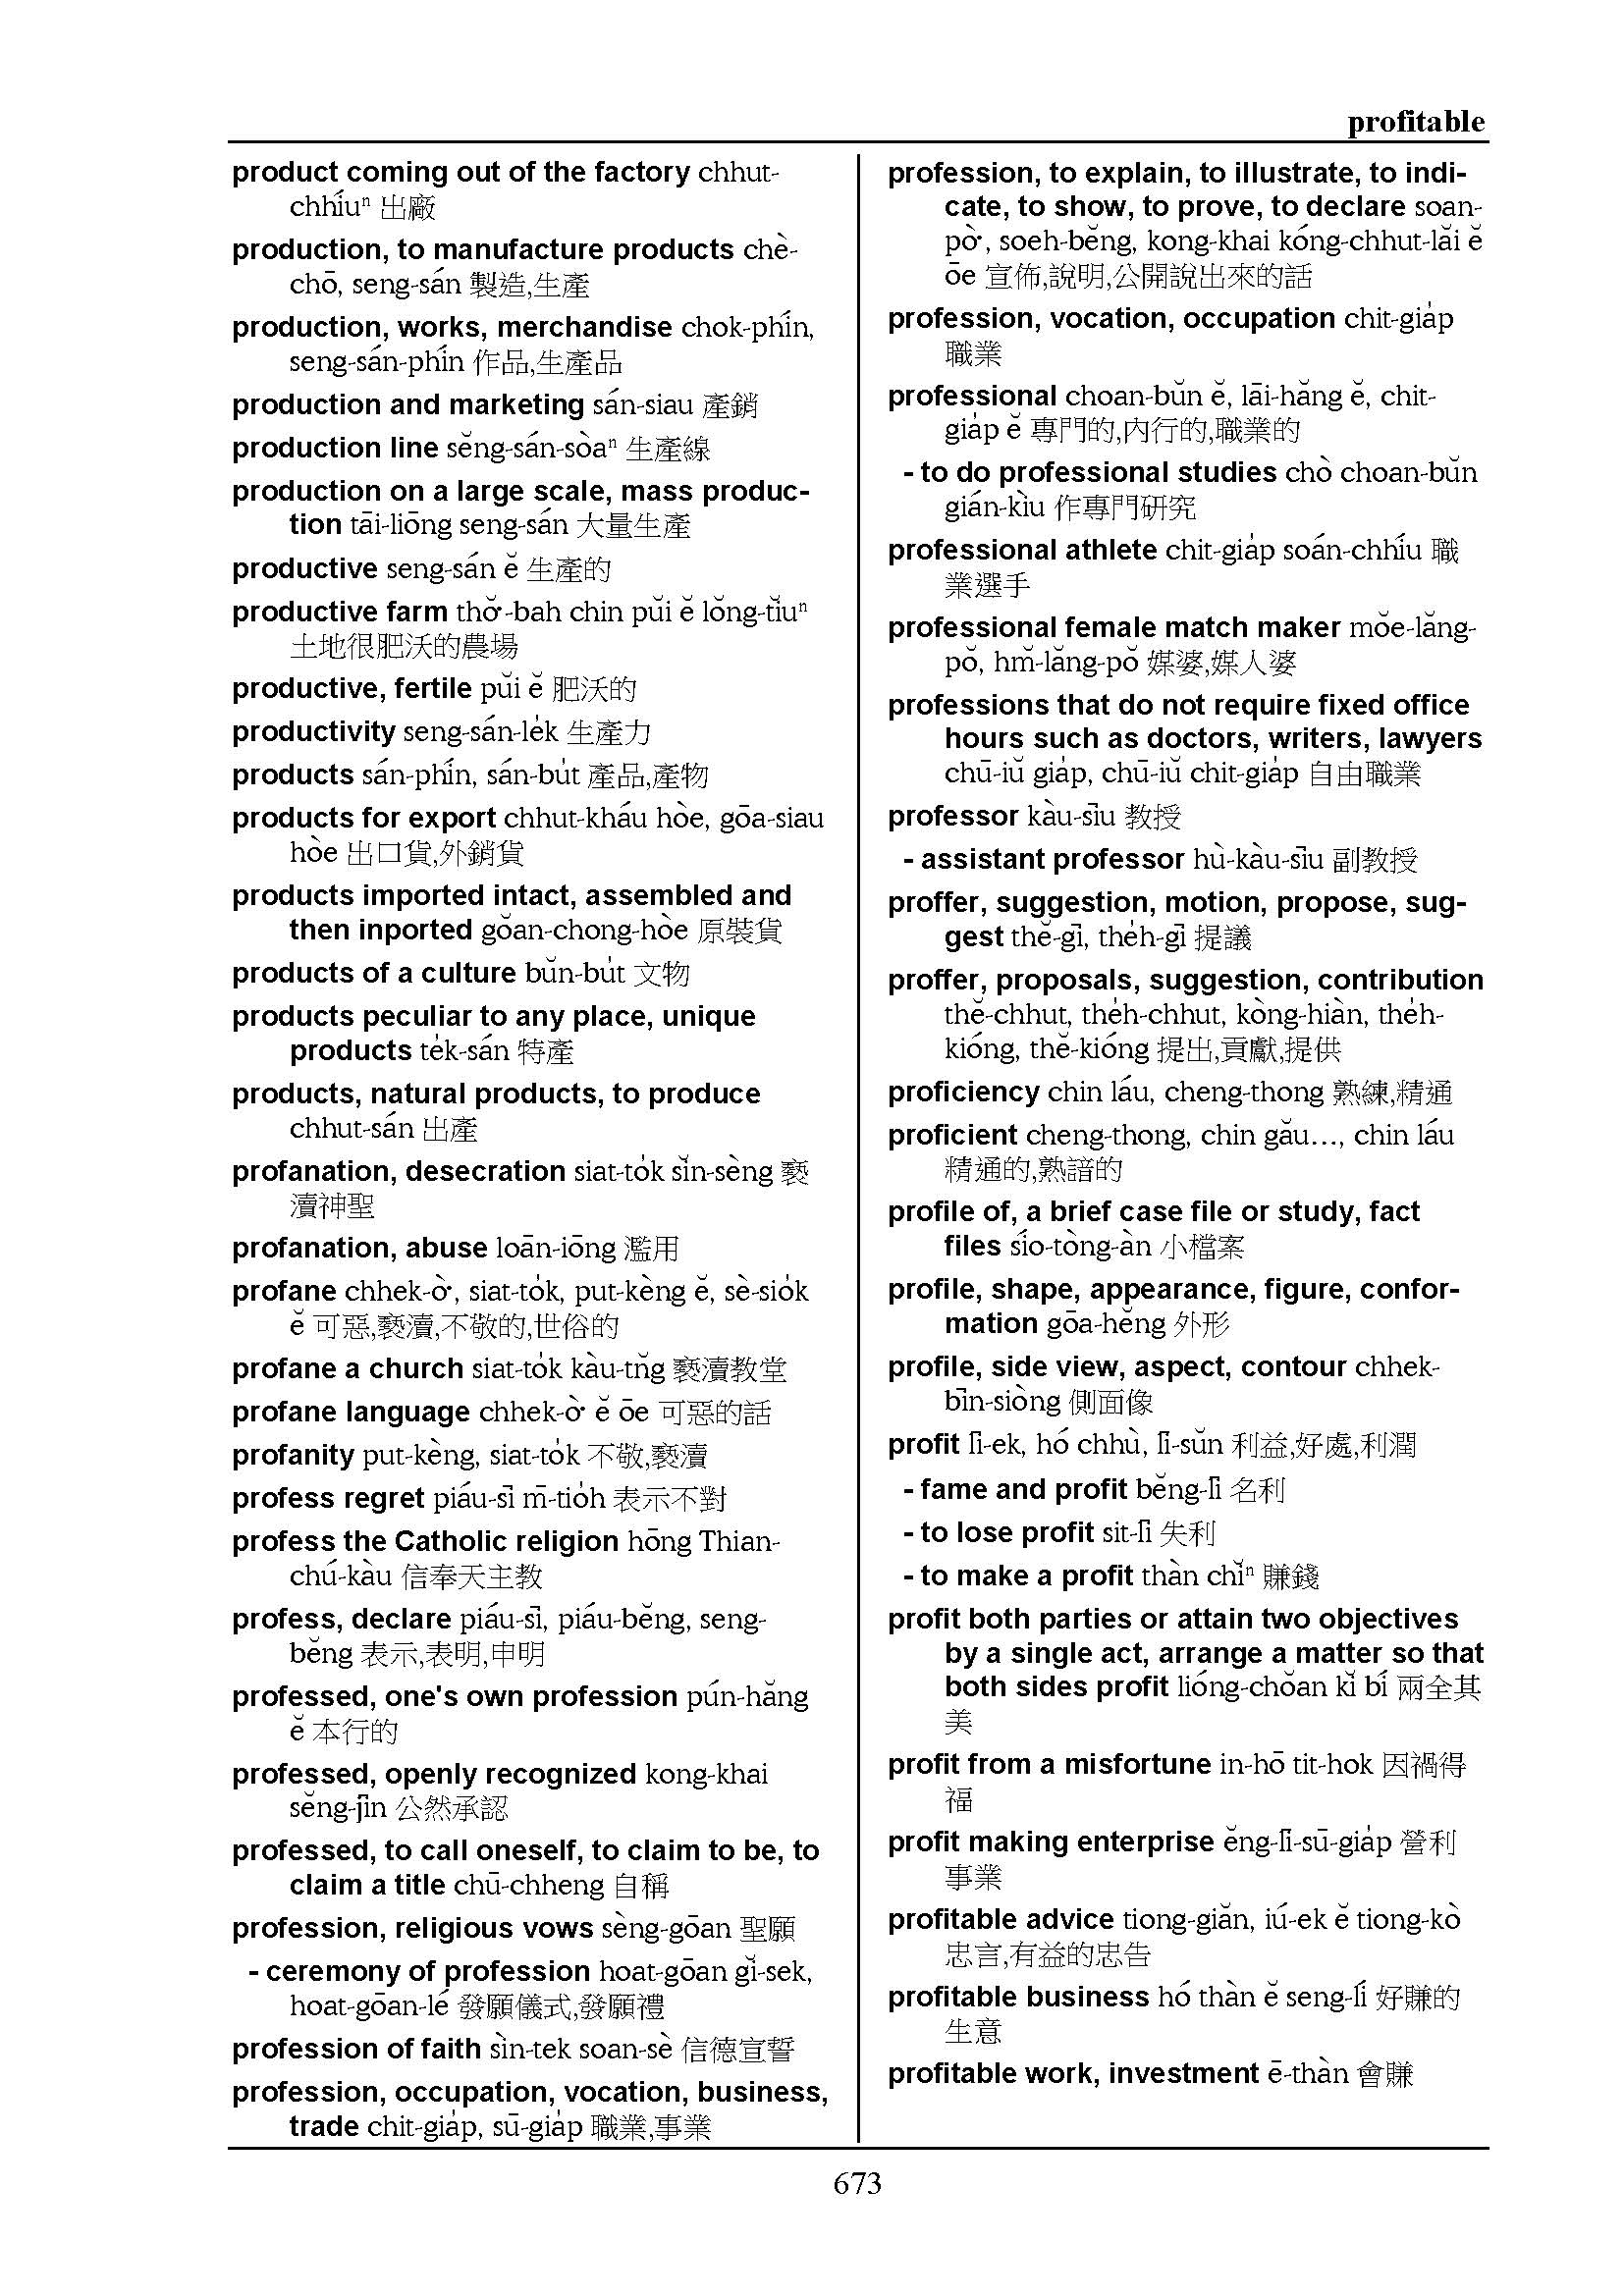 profitable
product coming out of the factory chhut-
chhíuⁿ 出廠
production, to manufacture products chè-
chō, seng-sán 製造,生產
production, works, merchandise chok-phín,
seng-sán-phín 作品,生產品
production and marketing sán-siau 產銷
production line sĕng-sán-sòaⁿ 生產線
production on a large scale, mass produc-
tion tāi-liōng seng-sán 大量生產
productive seng-sán ĕ 生產的
productive farm thŏ͘-bah chin pŭi ĕ lŏng-tĭuⁿ
土地很肥沃的農場
productive, fertile pŭi ĕ 肥沃的
productivity seng-sán-le̍k 生產力
products sán-phín, sán-bu̍t 產品,產物
products for export chhut-kháu hòe, gōa-siau
hòe 出口貨,外銷貨
products imported intact, assembled and
then inported gŏan-chong-hòe 原裝貨
products of a culture bŭn-bu̍t 文物
products peculiar to any place, unique
products te̍k-sán 特產
products, natural products, to produce
chhut-sán 出產
profanation, desecration siat-to̍k sĭn-sèng 褻
瀆神聖
profanation, abuse loān-iōng 濫用
profane chhek-ò͘, siat-to̍k, put-kèng ĕ, sè-sio̍k
ĕ 可惡,褻瀆,不敬的,世俗的
profane a church siat-to̍k kàu-tn̆g 褻瀆教堂
profane language chhek-ò͘ ĕ ōe 可惡的話
profanity put-kèng, siat-to̍k 不敬,褻瀆
profess regret piáu-sī m̄-tio̍h 表示不對
profess the Catholic religion hōng Thian-
chú-kàu 信奉天主教
profess, declare piáu-sī, piáu-bĕng, seng-
bĕng 表示,表明,申明
professed, one's own profession pún-hăng
ĕ 本行的
professed, openly recognized kong-khai
sĕng-jīn 公然承認
professed, to call oneself, to claim to be, to
claim a title chū-chheng 自稱
profession, religious vows sèng-gōan 聖願
- ceremony of profession hoat-gōan gĭ-sek,
hoat-gōan-lé 發願儀式,發願禮
profession of faith sìn-tek soan-sè 信德宣誓
profession, occupation, vocation, business,
trade chit-gia̍p, sū-gia̍p 職業,事業
profession, to explain, to illustrate, to indi-
cate, to show, to prove, to declare soan-
pò͘, soeh-bĕng, kong-khai kóng-chhut-lăi ĕ
ōe 宣佈,說明,公開說出來的話
profession, vocation, occupation chit-gia̍p
職業
professional choan-bŭn ĕ, lāi-hăng ĕ, chit-
gia̍p ĕ 專門的,內行的,職業的
- to do professional studies chò choan-bŭn
gián-kìu 作專門研究
professional athlete chit-gia̍p soán-chhíu 職
業選手
professional female match maker mŏe-lăng-
pŏ, hm̆-lăng-pŏ 媒婆,媒人婆
professions that do not require fixed office
hours such as doctors, writers, lawyers
chū-iŭ gia̍p, chū-iŭ chit-gia̍p 自由職業
professor kàu-sīu 教授
- assistant professor hù-kàu-sīu 副教授
proffer, suggestion, motion, propose, sug-
gest thĕ-gī, the̍h-gī 提議
proffer, proposals, suggestion, contribution
thĕ-chhut, the̍h-chhut, kòng-hiàn, the̍h-
kióng, thĕ-kióng 提出,貢獻,提供
proficiency chin láu, cheng-thong 熟練,精通
proficient cheng-thong, chin gău…, chin láu
精通的,熟諳的
profile of, a brief case file or study, fact
files sío-tòng-àn 小檔案
profile, shape, appearance, figure, confor-
mation gōa-hĕng 外形
profile, side view, aspect, contour chhek-
bīn-siòng 側面像
profit lī-ek, hó chhù, lī-sŭn 利益,好處,利潤
- fame and profit bĕng-lī 名利
- to lose profit sit-lī 失利
- to make a profit thàn chĭⁿ 賺錢
profit both parties or attain two objectives
by a single act, arrange a matter so that
both sides profit lióng-chŏan kĭ bí 兩全其
美
profit from a misfortune in-hō tit-hok 因禍得
福
profit making enterprise ĕng-lī-sū-gia̍p 營利
事業
profitable advice tiong-giăn, iú-ek ĕ tiong-kò
忠言,有益的忠告
profitable business hó thàn ĕ seng-lí 好賺的
生意
profitable work, investment ē-thàn 會賺
673